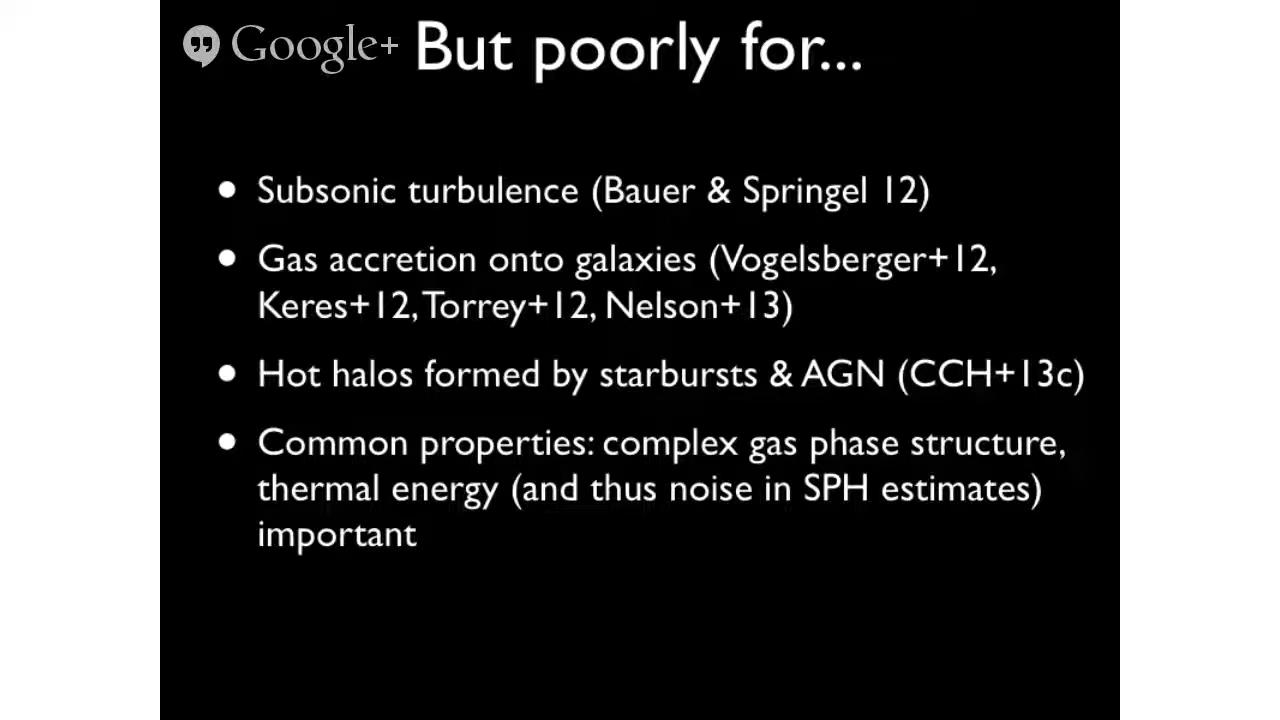 Google+
But poorly for...
• Subsonic turbulence (Bauer & Springel 12)
• Gas accretion onto galaxies (Vogelsberger+12,
Keres+12, Torrey+12, Nelson+13)
• Hot halos formed by starbursts & AGN (CCH+13c)
• Common properties: complex gas phase structure,
thermal energy (and thus noise in SPH estimates)
important